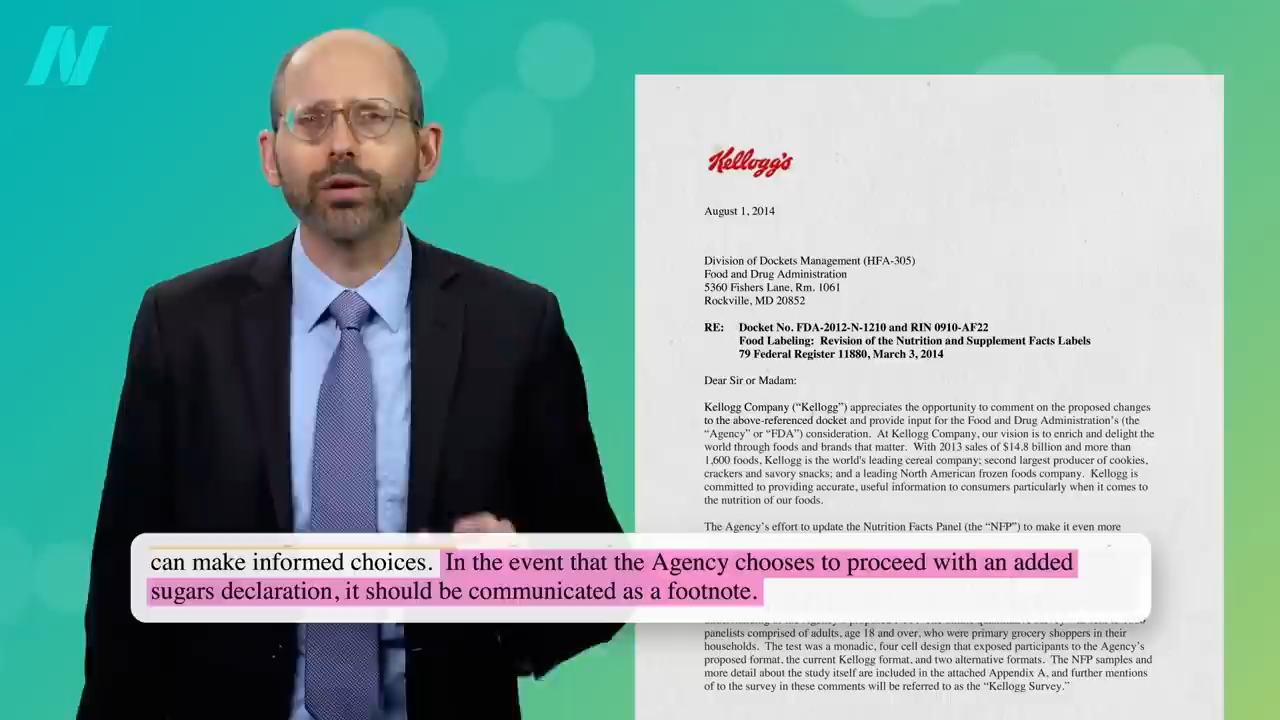 N
Kellogg's
August 1, 2014
Division of Dockets Management (HFA-305)
Food and Drug Administration
5360 Fishers Lane, Rm. 1061
Rockville, MD 20852
RE: Docket No. FDA-2012-N-1210 and RIN 0910-AF22
Food Labeling: Revision of the Nutrition and Supplement Facts Labels
79 Federal Register 11880, March 3, 2014
Dear Sir or Madam:
Kellogg Company (“Kellogg”) appreciates the opportunity to comment on the proposed changes
to the above-referenced docket and provide input for the Food and Drug Administration’s (the
“Agency” or “FDA”) consideration. At Kellogg Company, our vision is to enrich and delight the
world through foods and brands that matter. With 2013 sales of $14.8 billion and more than
1,600 foods, Kellogg is the world's leading cereal company; second largest producer of cookies,
crackers and savory snacks; and a leading North American frozen foods company. Kellogg is
committed to providing accurate, useful information to consumers particularly when it comes to
the nutrition of our foods.
The Agency’s effort to update the Nutrition Facts Panel (the “NFP”) to make it even more
can make informed choices. In the event that the Agency chooses to proceed with an added
sugars declaration, it should be communicated as a footnote.
panelists comprised of adults, age 18 and over, who were primary grocery shoppers in their
households. The test was a monadic, four cell design that exposed participants to the Agency’s
proposed format, the current Kellogg format, and two alternative formats. The NFP samples and
more detail about the study itself are included in the attached Appendix A, and further mentions
of to the survey in these comments will be referred to as the “Kellogg Survey.”